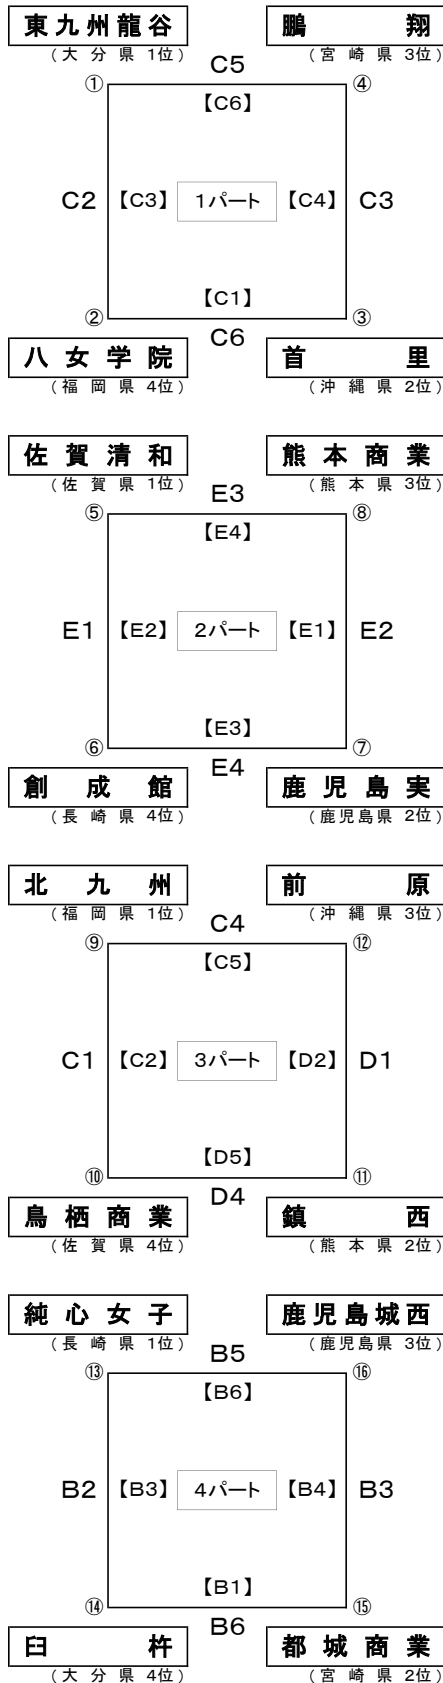 東九州龍谷 鵬翔
(大分県 1位) (宮崎県 3位)
C5
① ④
【C6】
C2 【C3】 1パート 【C4】 C3
【C1】
② ③
C6
八女学院 首里
(福岡県 4位) (沖縄県 2位)
佐賀清和 熊本商業
(佐賀県 1位) (熊本県 3位)
E3
⑤ ⑧
【E4】
E1 【E2】 2パート 【E1】 E2
【E3】
⑥ ⑦
E4
創成館 鹿児島実
(長崎県 4位) (鹿児島県 2位)
北九州 前原
(福岡県 1位) (沖縄県 3位)
C4
⑨ ⑫
【C5】
C1 【C2】 3パート 【D2】 D1
【D5】
⑩ ⑪
D4
鳥栖商業 鎮西
(佐賀県 4位) (熊本県 2位)
純心女子 鹿児島城西
(長崎県 1位) (鹿児島県 3位)
B5
⑬ ⑯
【B6】
B2 【B3】 4パート 【B4】 B3
【B1】
⑭ ⑮
B6
臼杵 都城商業
(大分県 4位) (宮崎県 2位)